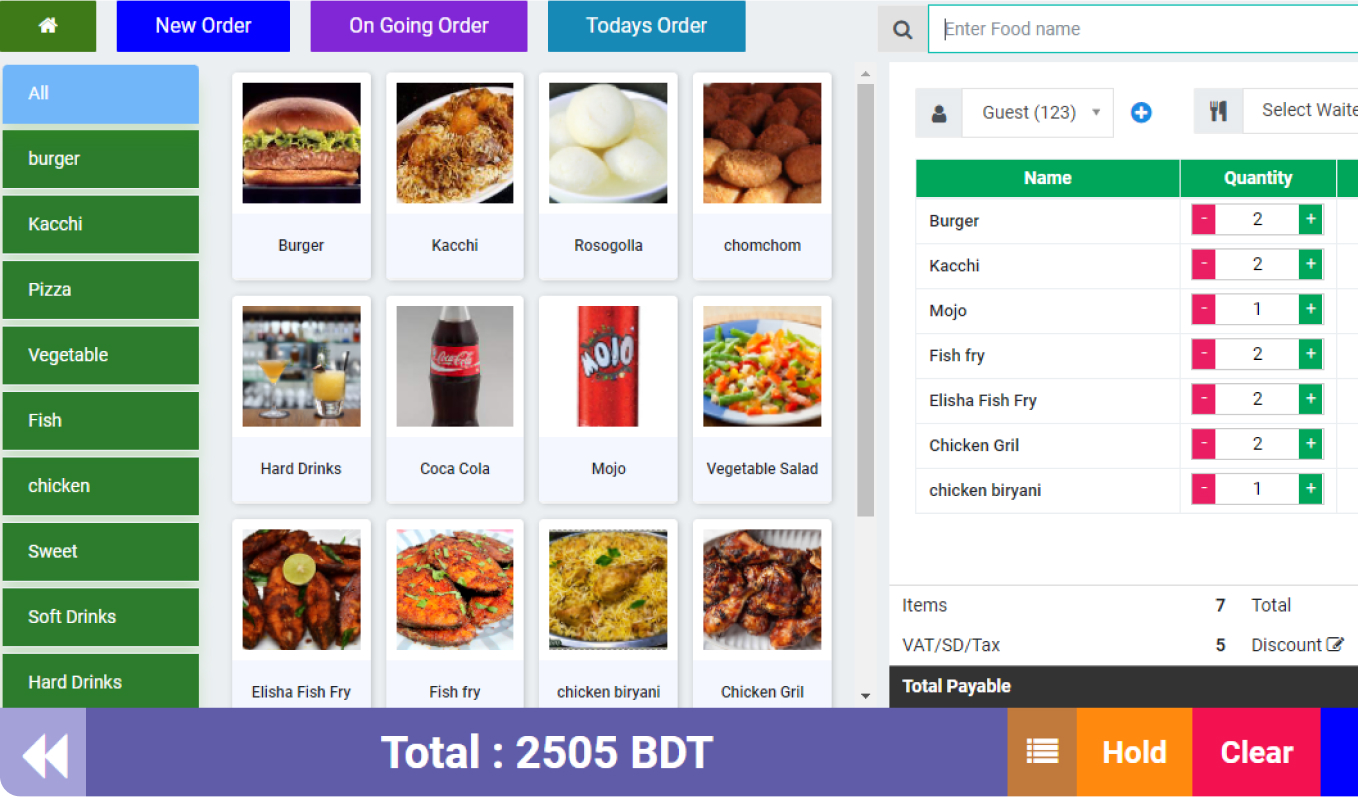 New Order
On Going Order
Todays Order
Enter Food name
All
burger
Kacchi
Pizza
Vegetable
Fish
chicken
Sweet
Soft Drinks
Hard Drinks
Burger
Kacchi
Rosogolla
chomchom
Coca-Cola
MOJO
Hard Drinks
Coca Cola
Mojo
Vegetable Salad
Elisha Fish Fry
Fish fry
chicken biryani
Chicken Gril
Guest (123)
Select Waite
Name Quantity
Burger - 2 +
Kacchi - 2 +
Mojo - 1 +
Fish fry - 2 +
Elisha Fish Fry - 2 +
Chicken Gril - 2 +
chicken biryani - 1 +
Items 7 Total
VAT/SD/Tax 5 Discount
Total Payable
Total : 2505 BDT
Hold
Clear